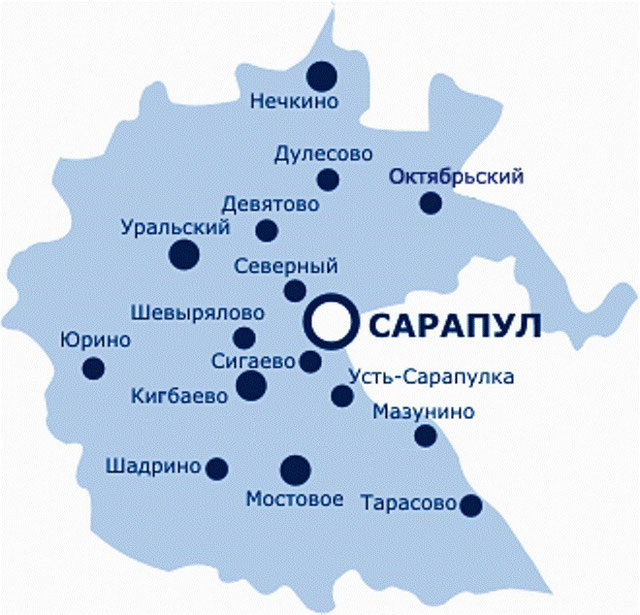 Нечкино
Дулесово
Октябрьский
Девятово
Уральский
Северный
Шевырялово
САРАПУЛ
Юрино
Сигаево
Усть-Сарапулка
Кигбаево
Мазунино
Шадрино
Мостовое
Тарасово